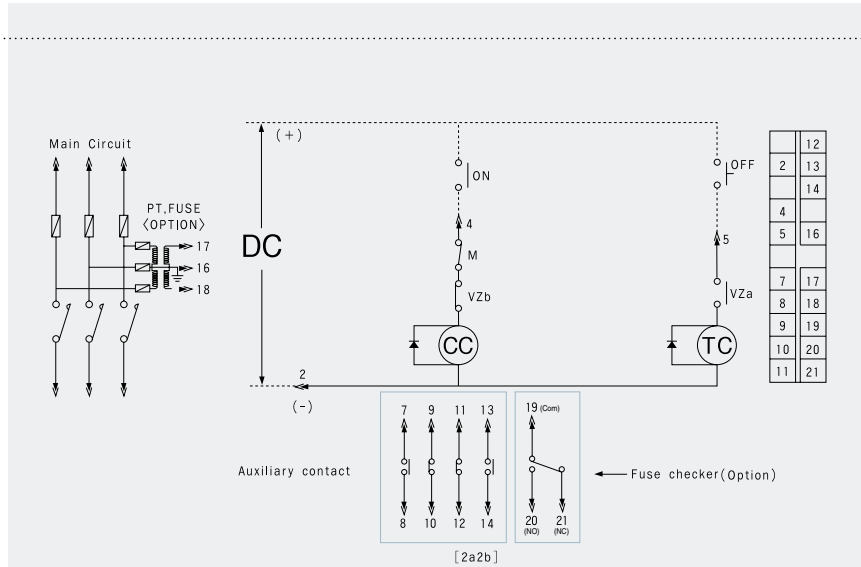 Main Circuit
PT,FUSE
〈OPTION〉
17
16
18
DC
(+)
ON
4
M
VZb
CC
OFF
5
VZa
TC
2
(-)
12
2 13
14
4
5 16
7 17
8 18
9 19
10 20
11 21
Auxiliary contact
7 9 11 13
8 10 12 14
19 (Com)
20 21
(NO) (NC)
Fuse checker(Option)
[2a2b]